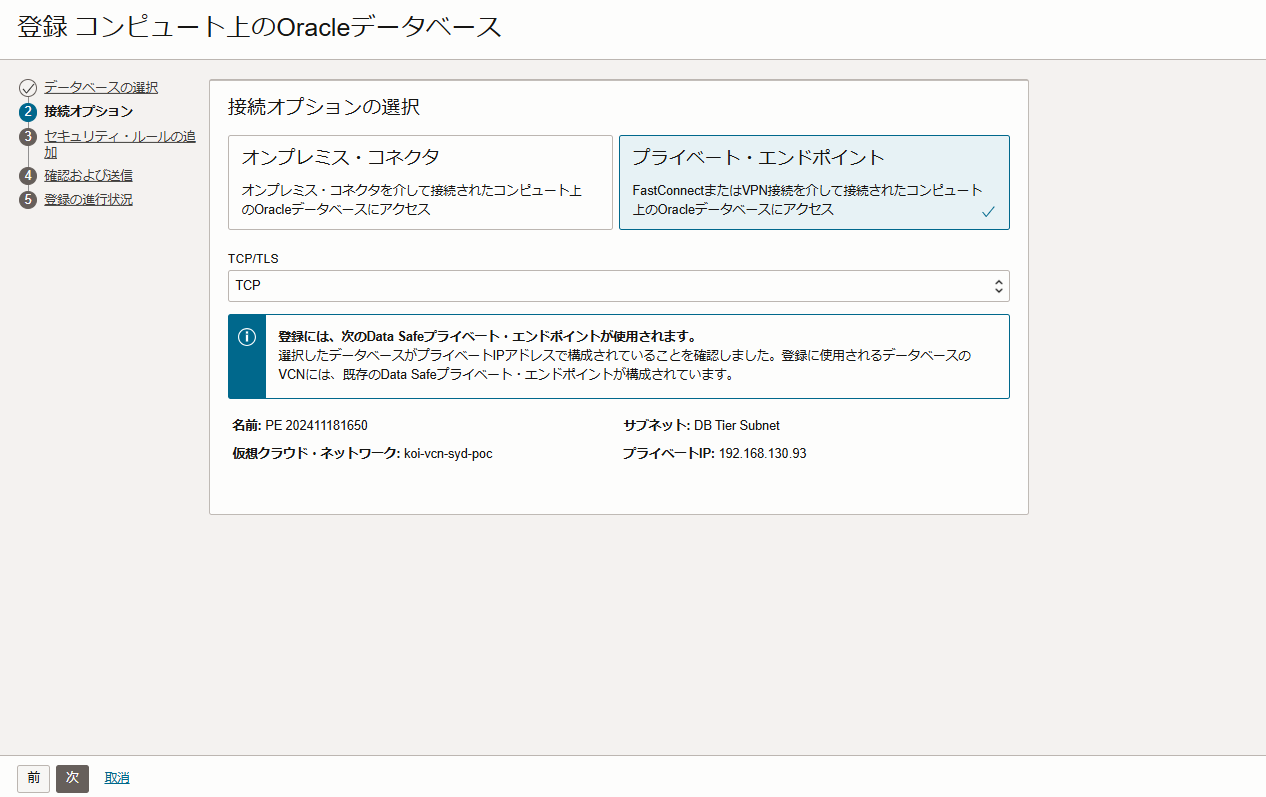 登録 コンピュート上のOracleデータベース
データベースの選択
2 接続オプション
3 セキュリティ・ルールの追
加
4 確認および送信
5 登録の進行状況
接続オプションの選択
オンプレミス・コネクタ
オンプレミス・コネクタを介して接続されたコンピュート上
のOracleデータベースにアクセス
プライベート・エンドポイント
FastConnectまたはVPN接続を介して接続されたコンピュート
上のOracleデータベースにアクセス
TCP/TLS
TCP
登録には、次のData Safeプライベート・エンドポイントが使用されます。
選択したデータベースがプライベートIPアドレスで構成されていることを確認しました。登録に使用されるデータベースの
VCNには、既存のData Safeプライベート・エンドポイントが構成されています。
名前: PE 202411181650
サブネット: DB Tier Subnet
仮想クラウド・ネットワーク: koi-vcn-syd-poc
プライベートIP: 192.168.130.93
前 次 取消